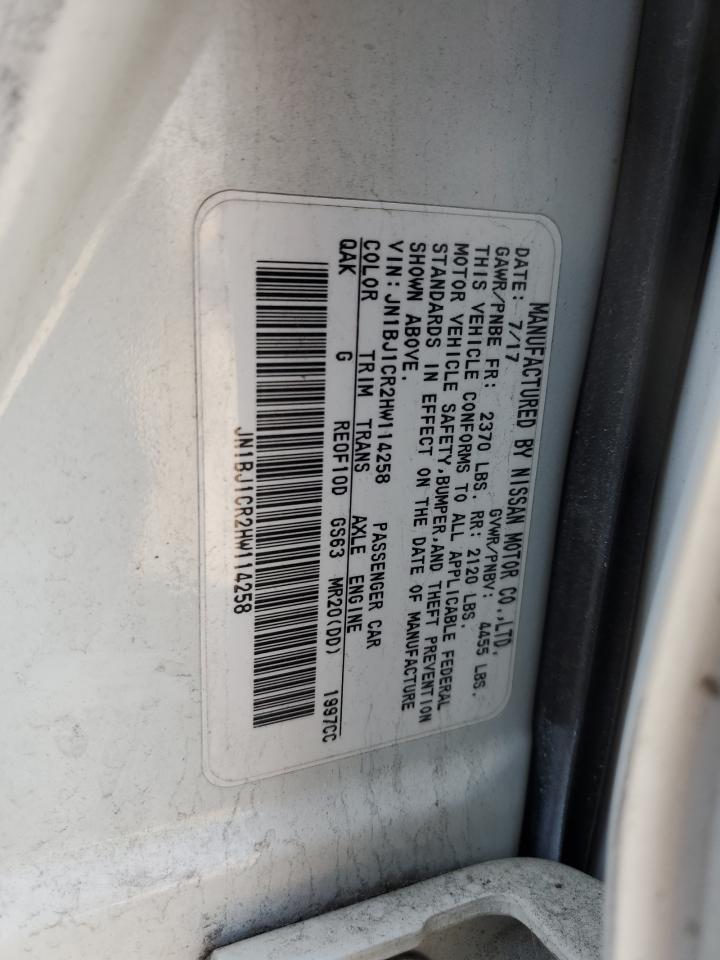 MANUFACTURED BY NISSAN MOTOR CO.,LTD.
DATE: 7/17 GVWR/PNBV: 4455 LBS.
GAWR/PNBE FR: 2370 LBS. RR: 2120 LBS.
THIS VEHICLE CONFORMS TO ALL APPLICABLE FEDERAL
MOTOR VEHICLE SAFETY,BUMPER,AND THEFT PREVENTION
STANDARDS IN EFFECT ON THE DATE OF MANUFACTURE
SHOWN ABOVE.
VIN:JN1BJ1CR2HW114258 PASSENGER CAR
COLOR TRIM TRANS AXLE ENGINE
QAK G RE0F10D GS63 MR20(DD) 1997CC
JN1BJ1CR2HW114258